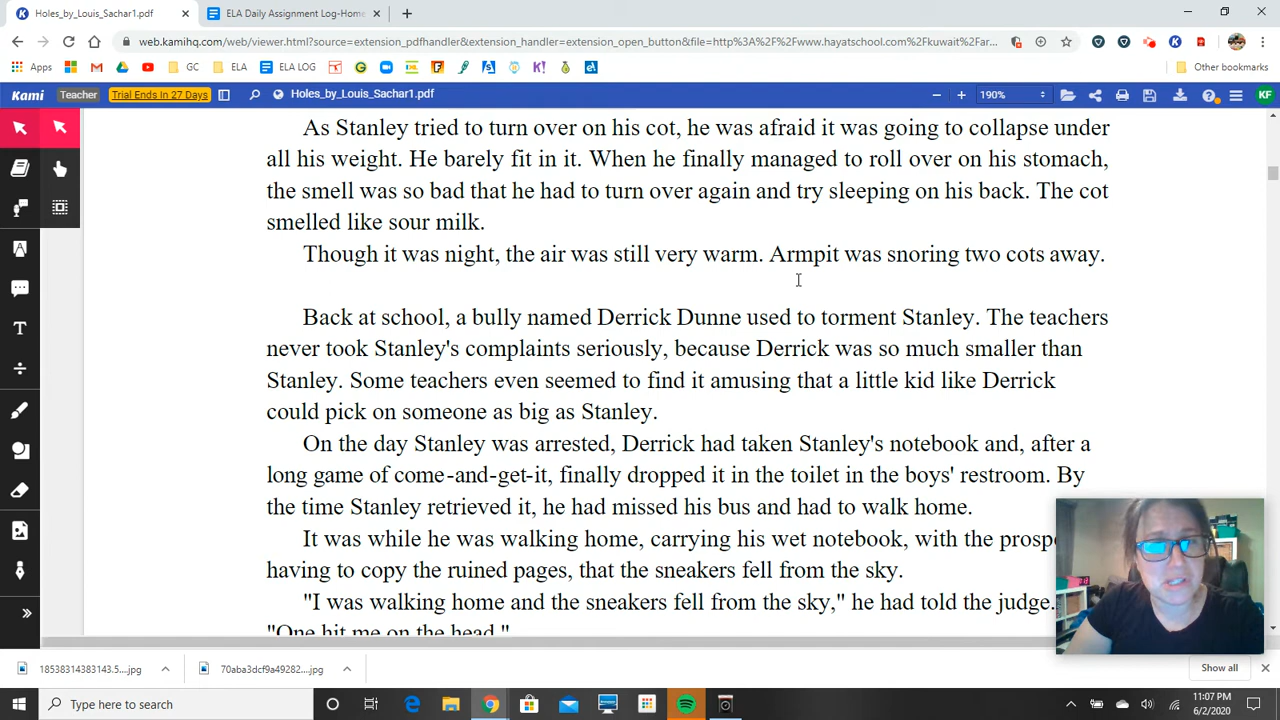 Holes_by_Louis_Sachar1.pdf
ELA Daily Assignment Log-Home
web.kamihq.com/web/viewer.html?source=extension_pdfhandler&extension_handler=extension_open_button&file=http%3A%2F%2Fwww.hayatschool.com%2Fkuwait%2Far...
Apps
GC
ELA
ELA LOG
Other bookmarks
Kami
Teacher
Trial Ends In 27 Days
Holes_by_Louis_Sachar1.pdf
190%
KF
As Stanley tried to turn over on his cot, he was afraid it was going to collapse under
all his weight. He barely fit in it. When he finally managed to roll over on his stomach,
the smell was so bad that he had to turn over again and try sleeping on his back. The cot
smelled like sour milk.
Though it was night, the air was still very warm. Armpit was snoring two cots away.
Back at school, a bully named Derrick Dunne used to torment Stanley. The teachers
never took Stanley's complaints seriously, because Derrick was so much smaller than
Stanley. Some teachers even seemed to find it amusing that a little kid like Derrick
could pick on someone as big as Stanley.
On the day Stanley was arrested, Derrick had taken Stanley's notebook and, after a
long game of come-and-get-it, finally dropped it in the toilet in the boys' restroom. By
the time Stanley retrieved it, he had missed his bus and had to walk home.
It was while he was walking home, carrying his wet notebook, with the prospe
having to copy the ruined pages, that the sneakers fell from the sky.
"I was walking home and the sneakers fell from the sky," he had told the judge.
"One hit me on the head."
18538314383143.5....jpg
70aba3dcf9a49282....jpg
Show all
Type here to search
11:07 PM
6/2/2020